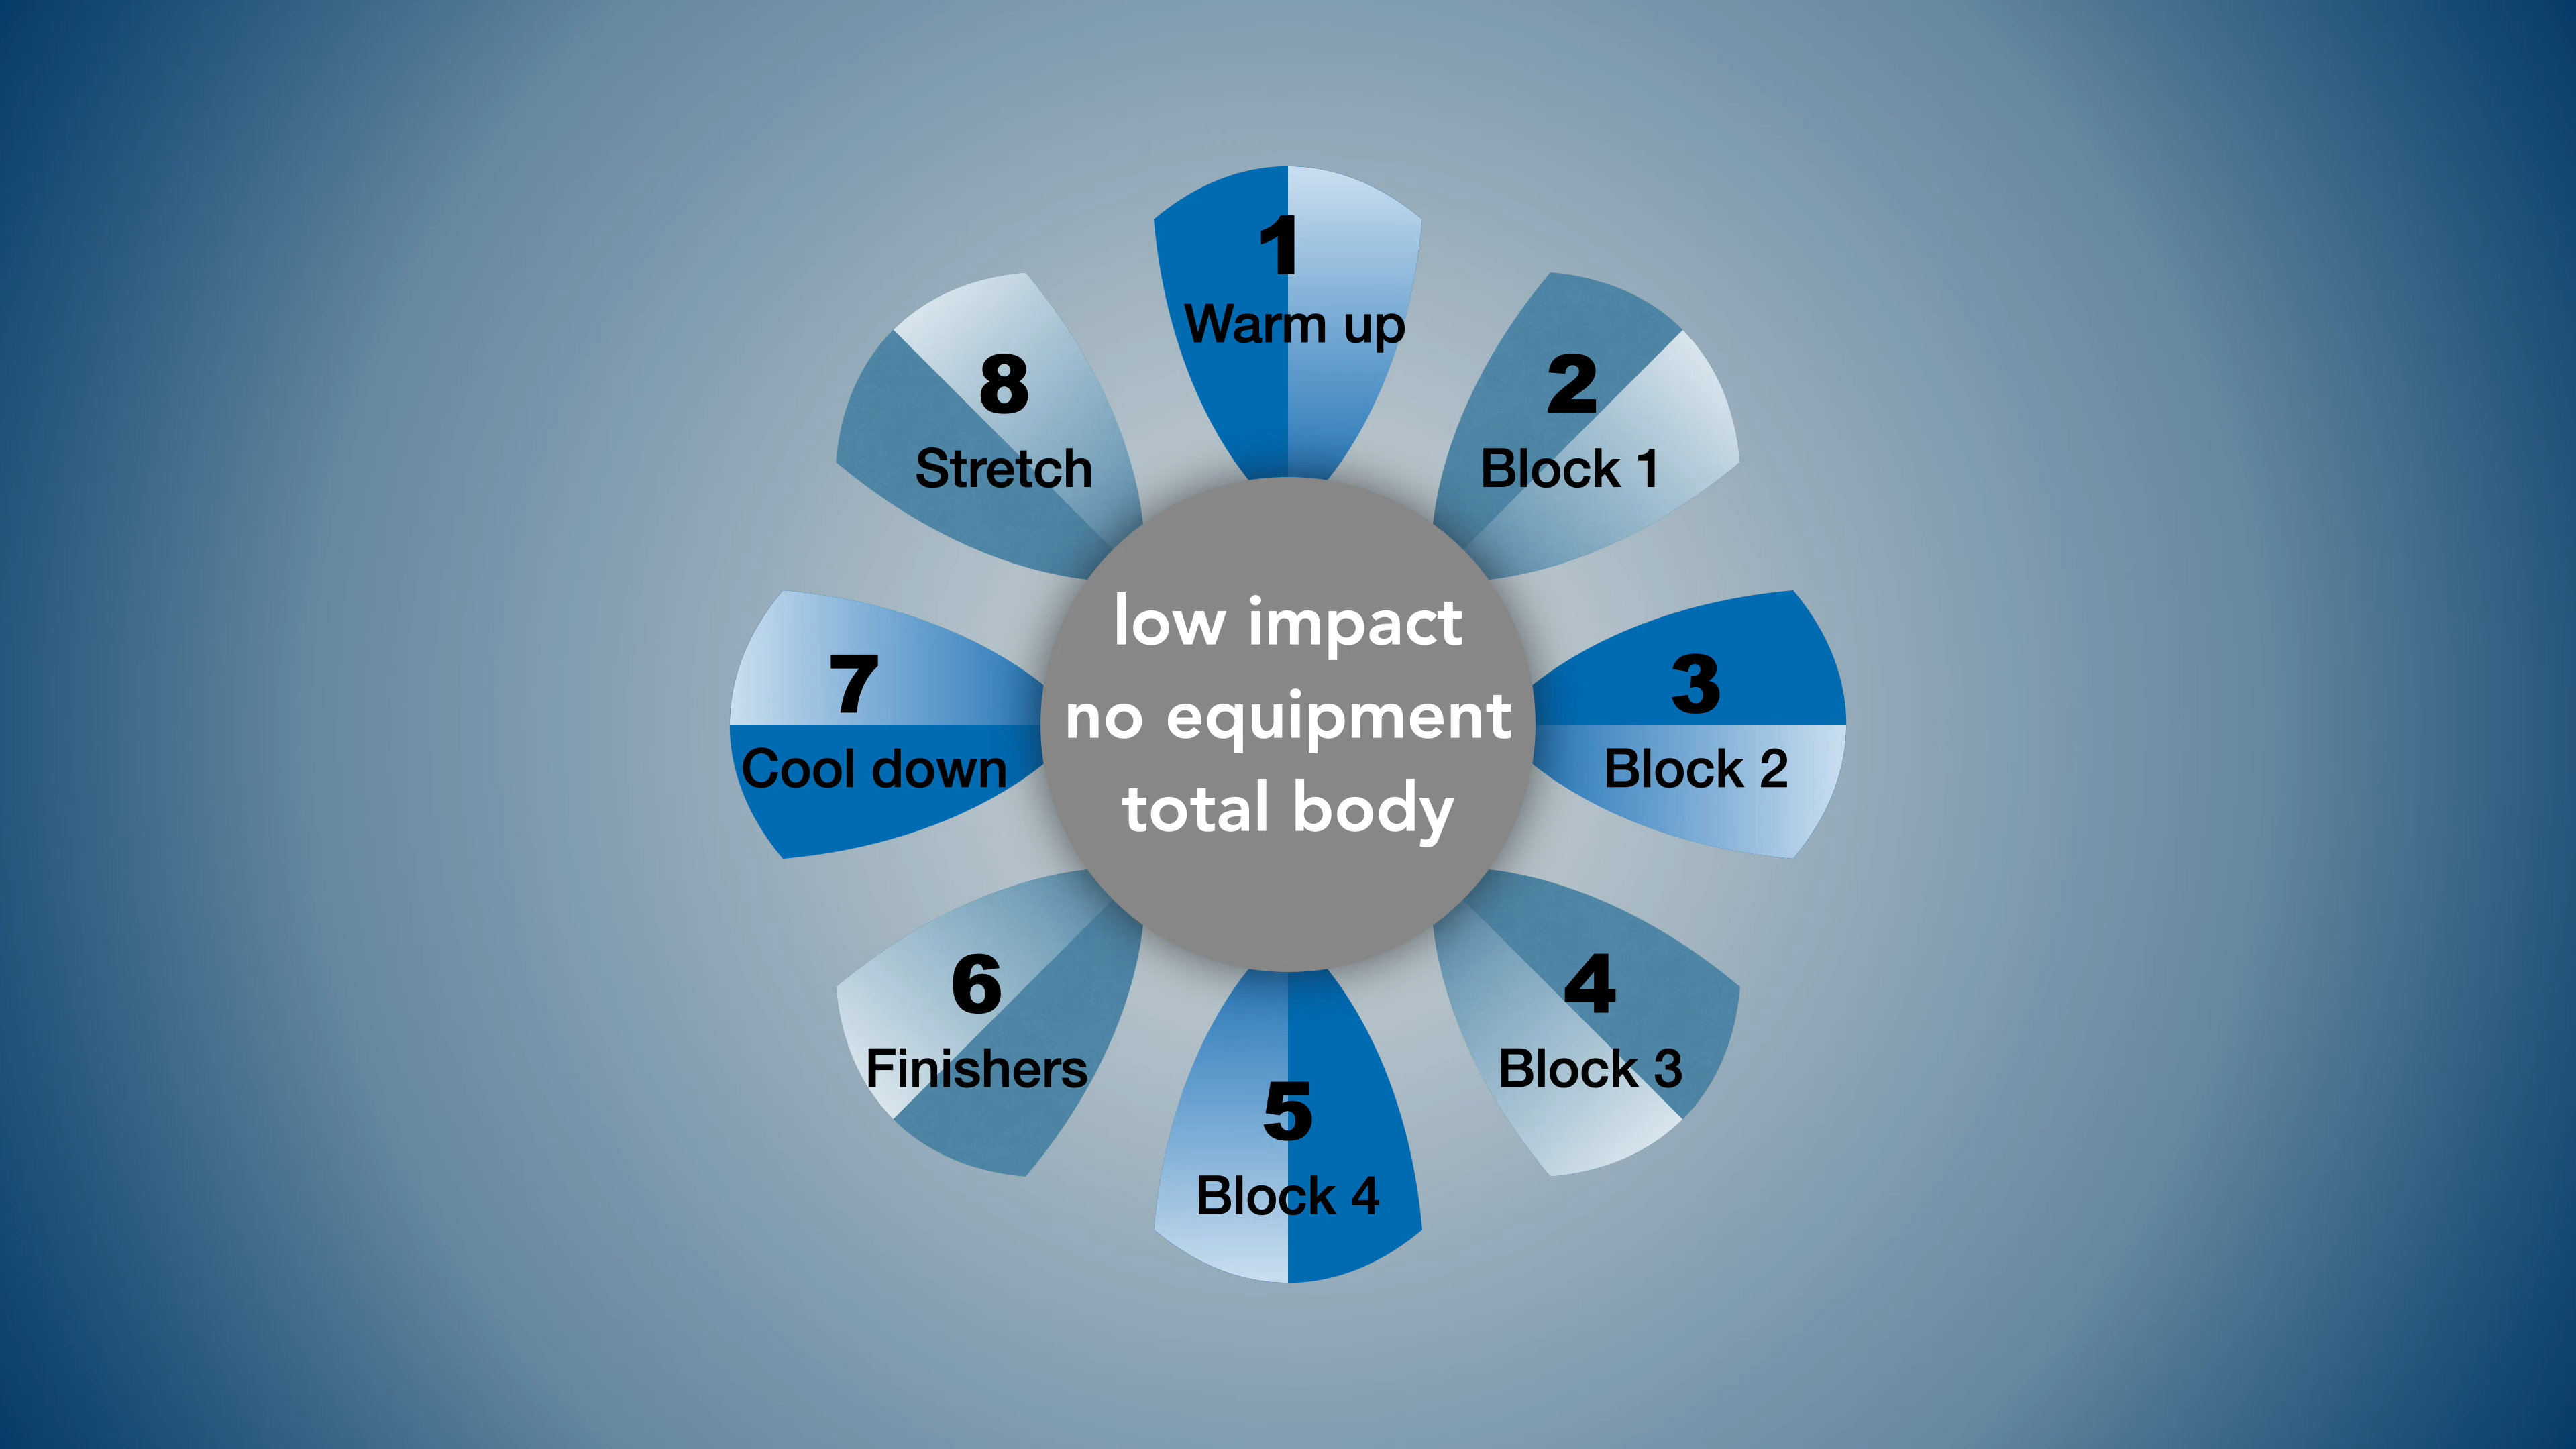 1
Warm up
2
Block 1
3
Block 2
4
Block 3
5
Block 4
6
Finishers
7
Cool down
8
Stretch
low impact
no equipment
total body